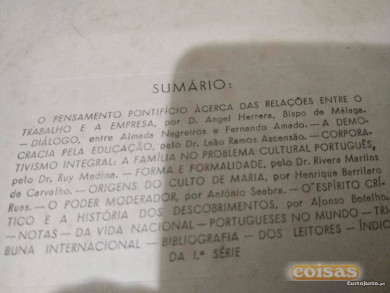 SUMÁRIO:
O PENSAMENTO PONTIFÍCIO ÀCERCA DAS RELAÇÕES ENTRE O
TRABALHO E A EMPRESA, por D. Angel Herrera, Bispo de Málaga.
— DIÁLOGO, entre Almada Negreiros e Fernando Amado. — A DEMO-
CRACIA PELA EDUCAÇÃO, pelo Dr. Leão Ramos Ascensão. — CORPORA-
TIVISMO INTEGRAL: A FAMÍLIA NO PROBLEMA CULTURAL PORTUGUÊS,
pelo Dr. Ruy Medina. — FORMA E FORMALIDADE, pelo Dr. Rivera Martins
de Carvalho. — ORIGENS DO CULTO DE MARIA, por Henrique Barrilaro
Ruas. — O PODER MODERADOR, por António Seabra. — O ESPÍRITO CRÍ-
TICO E A HISTÓRIA DOS DESCOBRIMENTOS, por Afonso Botelho.
— NOTAS — DA VIDA NACIONAL — PORTUGUESES NO MUNDO — TRI-
BUNA INTERNACIONAL — BIBLIOGRAFIA — DOS LEITORES — ÍNDIC
DA 1.ª SÉRIE
coisas
CustoJusto.pt